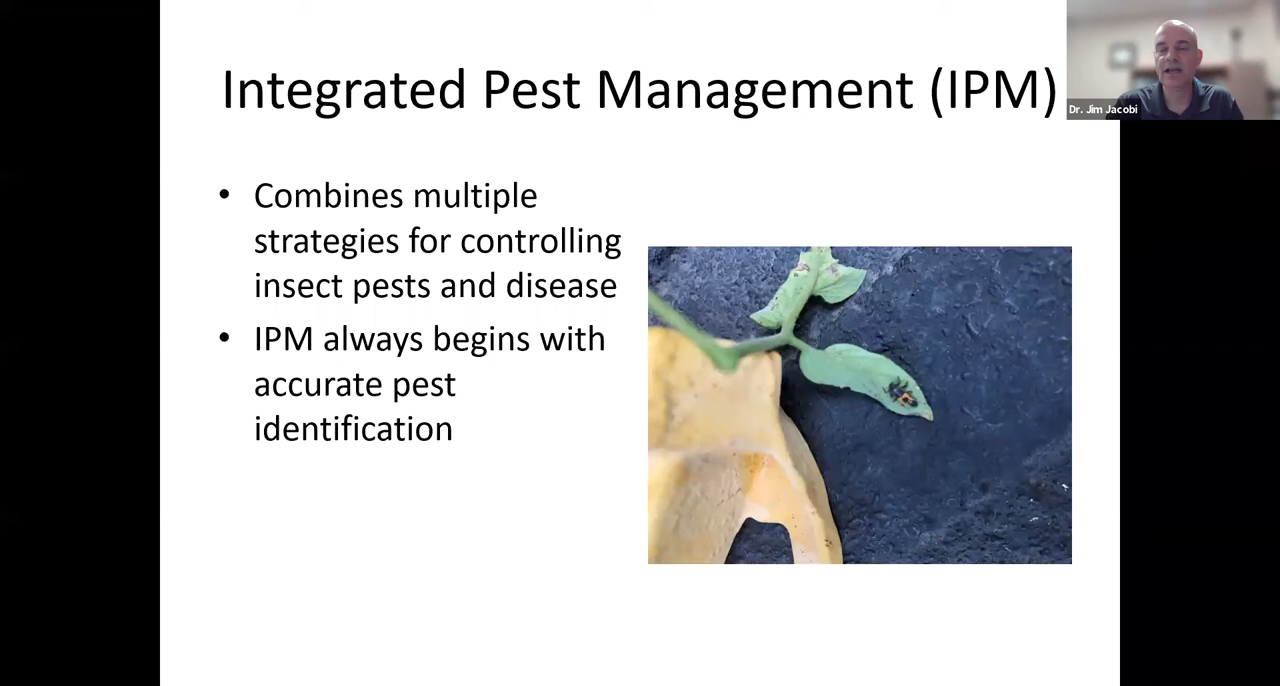 Integrated Pest Management (IPM)
Dr. Jim Jacobi
• Combines multiple
strategies for controlling
insect pests and disease
• IPM always begins with
accurate pest
identification